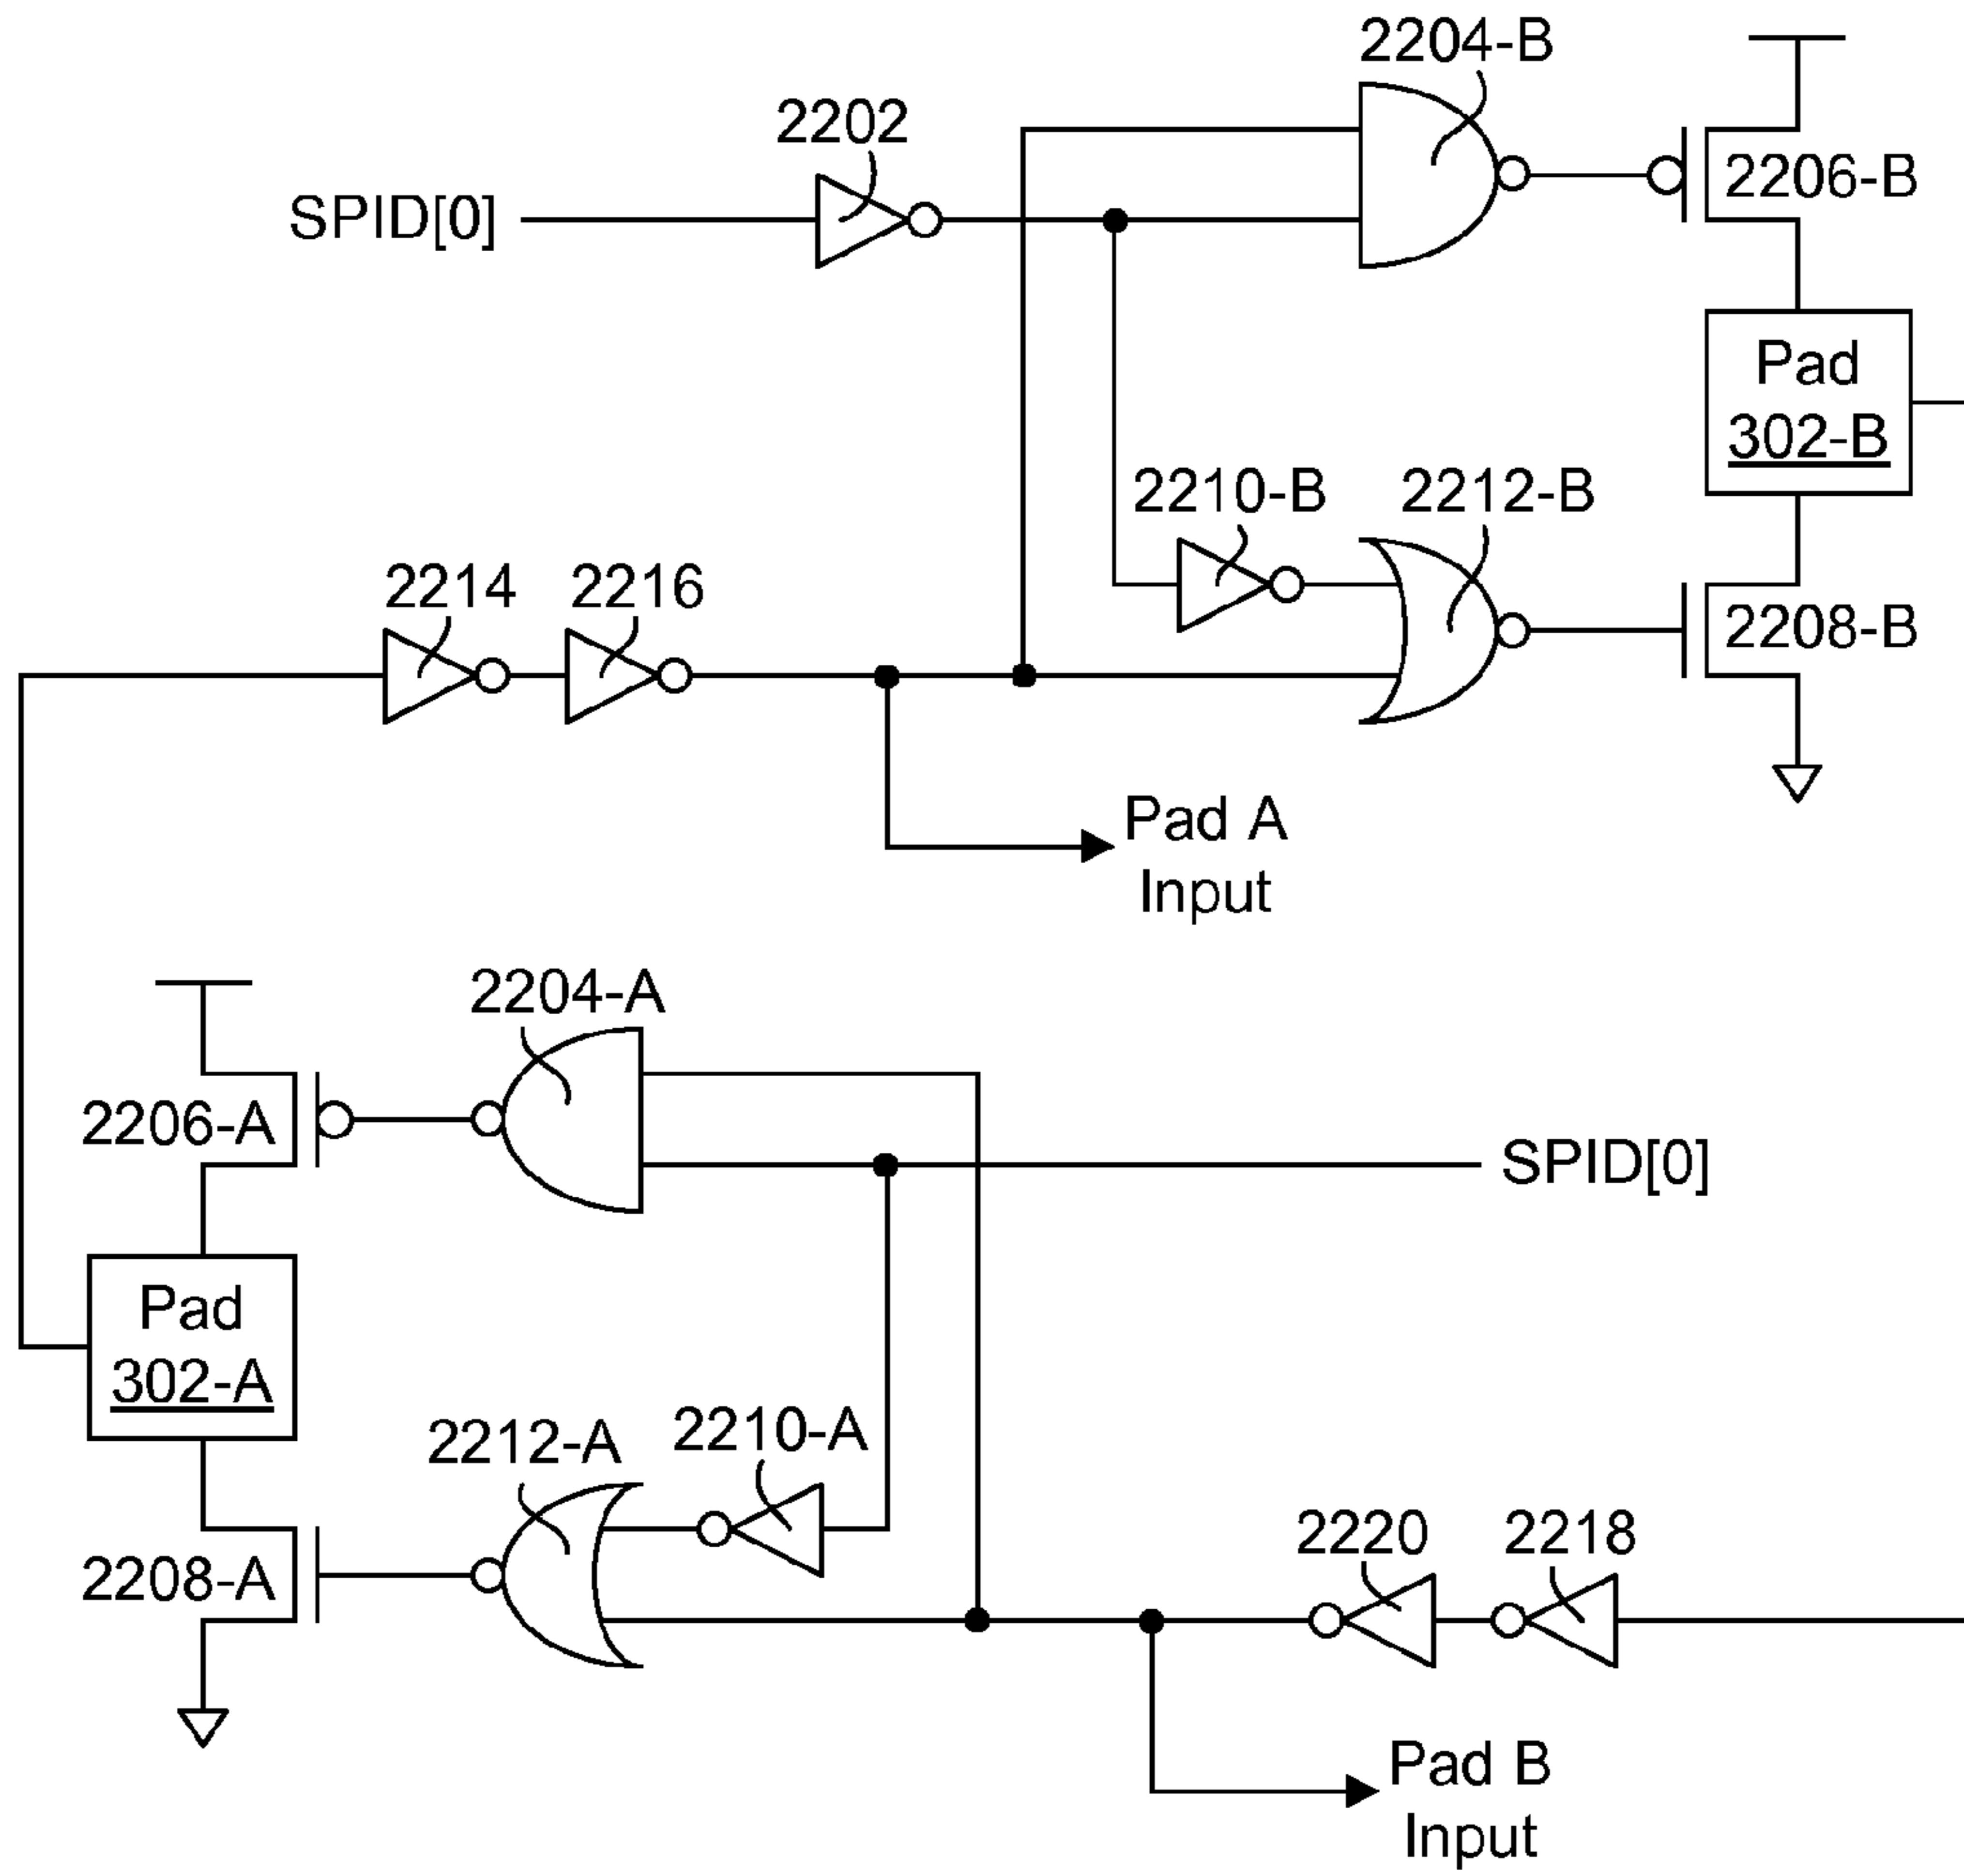 2204-B
2202
2206-B
SPID[0]
Pad
302-B
2210-B
2212-B
2214
2216
2208-B
Pad A
Input
2204-A
2206-A
SPID[0]
Pad
302-A
2212-A
2210-A
2220
2218
2208-A
Pad B
Input